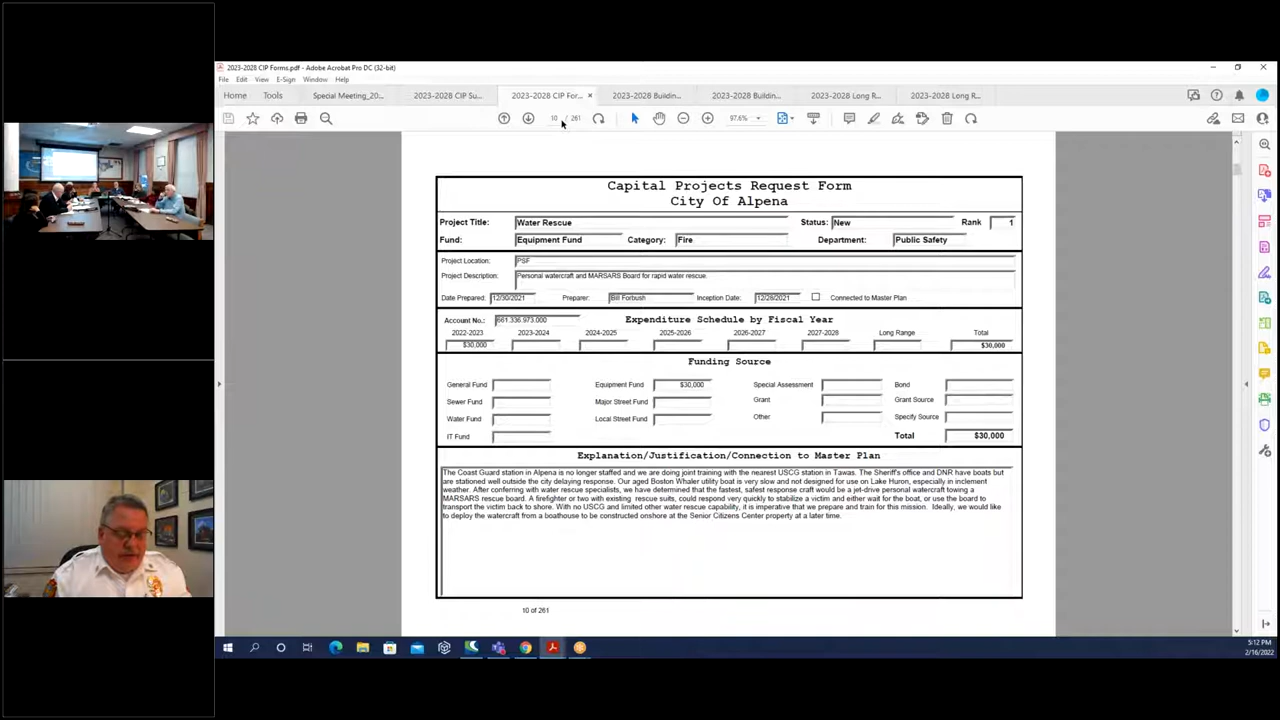 2023-2028 CIP Forms.pdf - Adobe Acrobat Pro DC (32-bit)
File Edit View E-Sign Window Help
Home Tools Special Meeting_20... 2023-2028 CIP Su... 2023-2028 CIP For... × 2023-2028 Buildin... 2023-2028 Buildin... 2023-2028 Long R... 2023-2028 Long R...
10 / 261 97.6%
Capital Projects Request Form
City Of Alpena
Project Title: Water Rescue Status: New Rank 1
Fund: Equipment Fund Category: Fire Department: Public Safety
Project Location: PSF
Project Description: Personal watercraft and MARSARS Board for rapid water rescue.
Date Prepared: 12/30/2021 Preparer: Bill Forbush Inception Date: 12/28/2021 Connected to Master Plan
Account No.: 661.336.973.000 Expenditure Schedule by Fiscal Year
2022-2023 2023-2024 2024-2025 2025-2026 2026-2027 2027-2028 Long Range Total
$30,000 $30,000
Funding Source
General Fund Equipment Fund $30,000 Special Assessment Bond
Sewer Fund Major Street Fund Grant Grant Source
Water Fund Local Street Fund Other Specify Source
IT Fund Total $30,000
Explanation/Justification/Connection to Master Plan
The Coast Guard station in Alpena is no longer staffed and we are doing joint training with the nearest USCG station in Tawas. The Sheriff's office and DNR have boats but
are stationed well outside the city delaying response. Our aged Boston Whaler utility boat is very slow and not designed for use on Lake Huron, especially in inclement
weather. After conferring with water rescue specialists, we have determined that the fastest, safest response craft would be a jet-drive personal watercraft towing a
MARSARS rescue board. A firefighter or two with existing rescue suits, could respond very quickly to stabilize a victim and either wait for the boat, or use the board to
transport the victim back to shore. With no USCG and limited other water rescue capability, it is imperative that we prepare and train for this mission. Ideally, we would like
to deploy the watercraft from a boathouse to be constructed onshore at the Senior Citizens Center property at a later time.
10 of 261
5:12 PM
2/16/2022